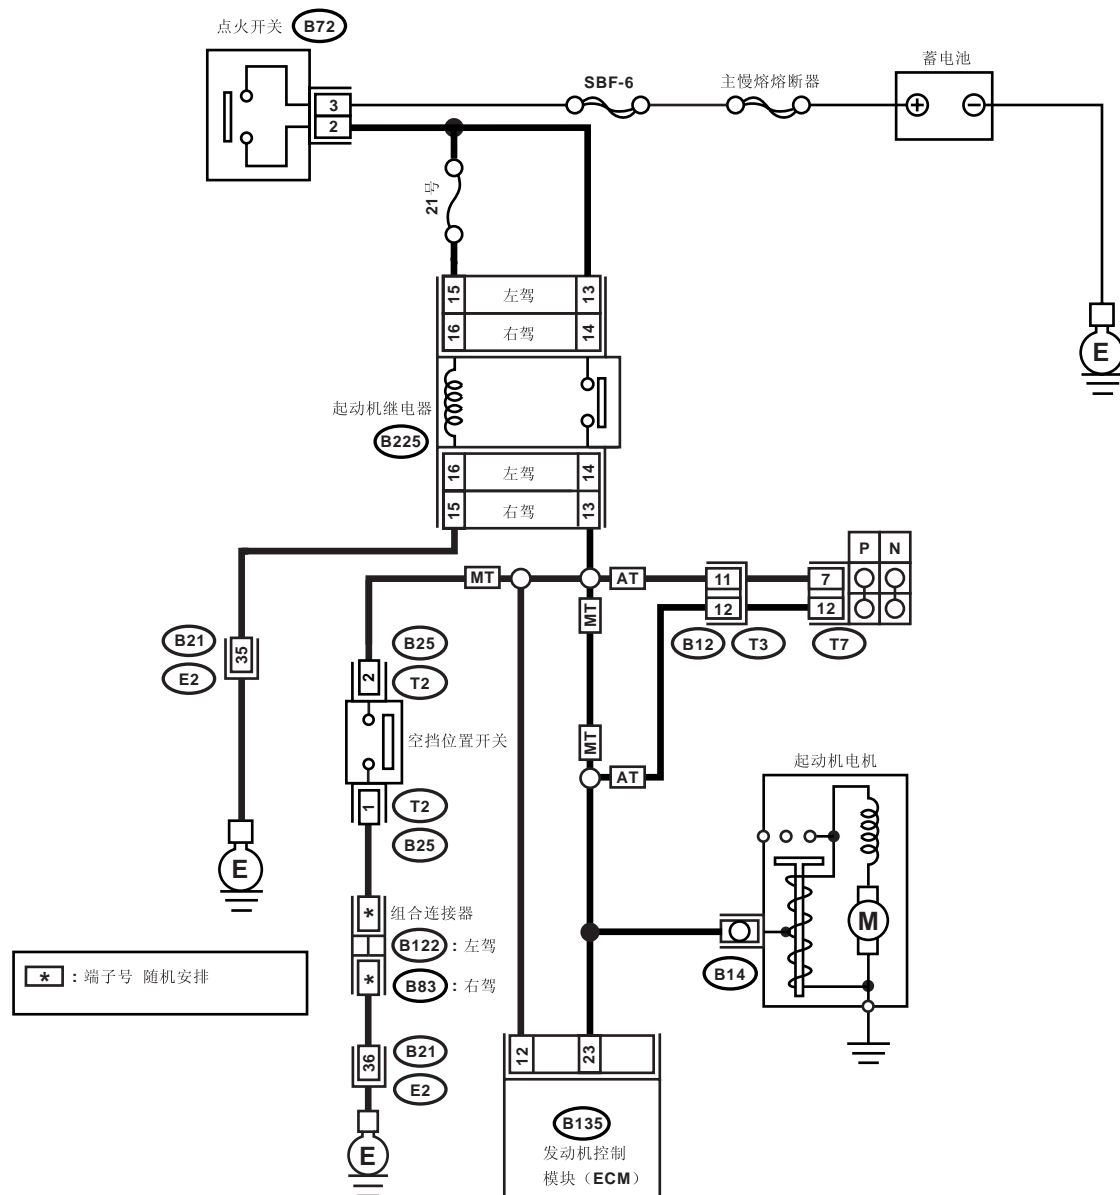 点火开关 B72
蓄电池
SBF-6
主慢熔熔断器
3
2
+
−
21号
15 左驾 13
16 右驾 14
E
起动机继电器
B225
16 左驾 14
15 右驾 13
P N
MT
AT
11
7
12
12
MT
B12
T3
T7
B21
E2
35
B25
T2
2
空挡位置开关
MT
AT
起动机电机
1
T2
B25
E
M
*
组合连接器
B122 : 左驾
* : 端子号 随机安排
*
B83 : 右驾
B14
36
B21
E2
12
23
E
B135
发动机控制
模块（ECM）